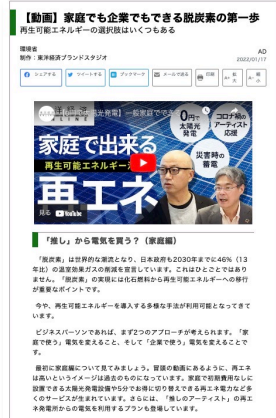 【動画】家庭でも企業でもできる脱炭素の第一歩
再生可能エネルギーの選択肢はいくつもある
環境省
制作：東洋経済ブランドスタジオ
AD
2022/01/17
シェアする
ツイートする
ブックマーク
メールで送る
印刷
A+ 拡大
A- 縮小
0円で太陽光発電
コロナ禍のアーティスト応援
家庭で出来る
再生可能エネルギー
災害時の蓄電
再エネ
見る YouTube
「推し」から電気を買う？（家庭編）
「脱炭素」は世界的な潮流となり、日本政府も2030年までに46%（13
年比）の温室効果ガスの削減を宣言しています。これはひとごとではあり
ません。「脱炭素」の実現には化石燃料から再生可能エネルギーへの移行
が重要なポイントです。
今や、再生可能エネルギーを導入する多様な手法が利用可能となってきて
います。
ビジネスパーソンであれば、まず2つのアプローチが考えられます。「家
庭で使う」電気を変えること、そして「企業で使う」電気を変えることで
す。
最初に家庭編について見てみましょう。冒頭の動画にあるように、再エネ
は高いというイメージは過去のものになっています。家庭で初期費用なしに
設置できる太陽光発電設備や5分でお得に切り替えできる再エネ電力など多
くのサービスが生まれています。さらには、「推しのアーティスト」の再エ
ネ発電所からの電気を利用するプランも登場しています。